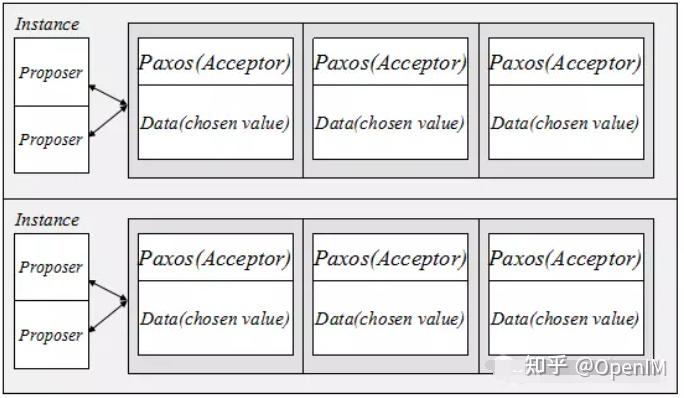 Instance
Proposer
Proposer
Paxos(Acceptor) Paxos(Acceptor) Paxos(Acceptor)
Data(chosen value) Data(chosen value) Data(chosen value)
Instance
Proposer
Proposer
Paxos(Acceptor) Paxos(Acceptor) Paxos(Acceptor)
Data(chosen value) Data(chosen value) Data(chosen value)
知乎 @OpenIM